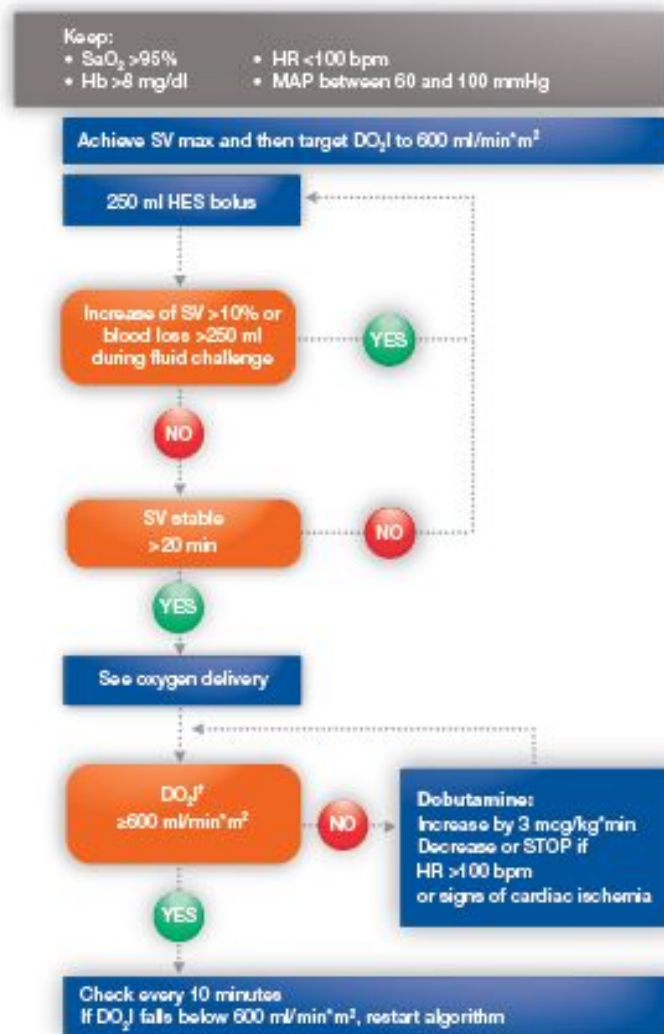 Keep:
• SaO₂ >95%
• Hb >8 mg/dl
• HR <100 bpm
• MAP between 60 and 100 mmHg
Achieve SV max and then target DO₂I to 600 ml/min*m²
250 ml HES bolus
Increase of SV >10% or
blood loss >250 ml
during fluid challenge
YES
NO
SV stable
>20 min
NO
YES
See oxygen delivery
DO₂I†
≥600 ml/min*m²
NO
Dobutamine:
Increase by 3 mcg/kg*min
Decrease or STOP if
HR >100 bpm
or signs of cardiac ischemia
YES
Check every 10 minutes
If DO₂I falls below 600 ml/min*m², restart algorithm